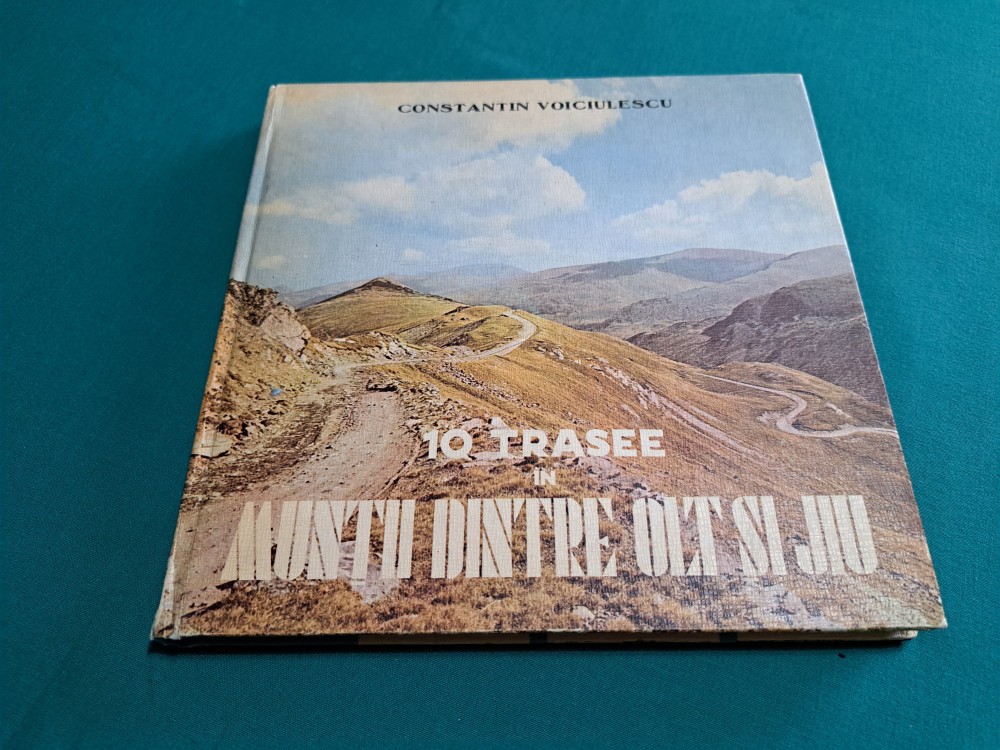 CONSTANTIN VOICIULESCU
10 TRASEE
IN
MUNTII DINTRE OLT SI JIU